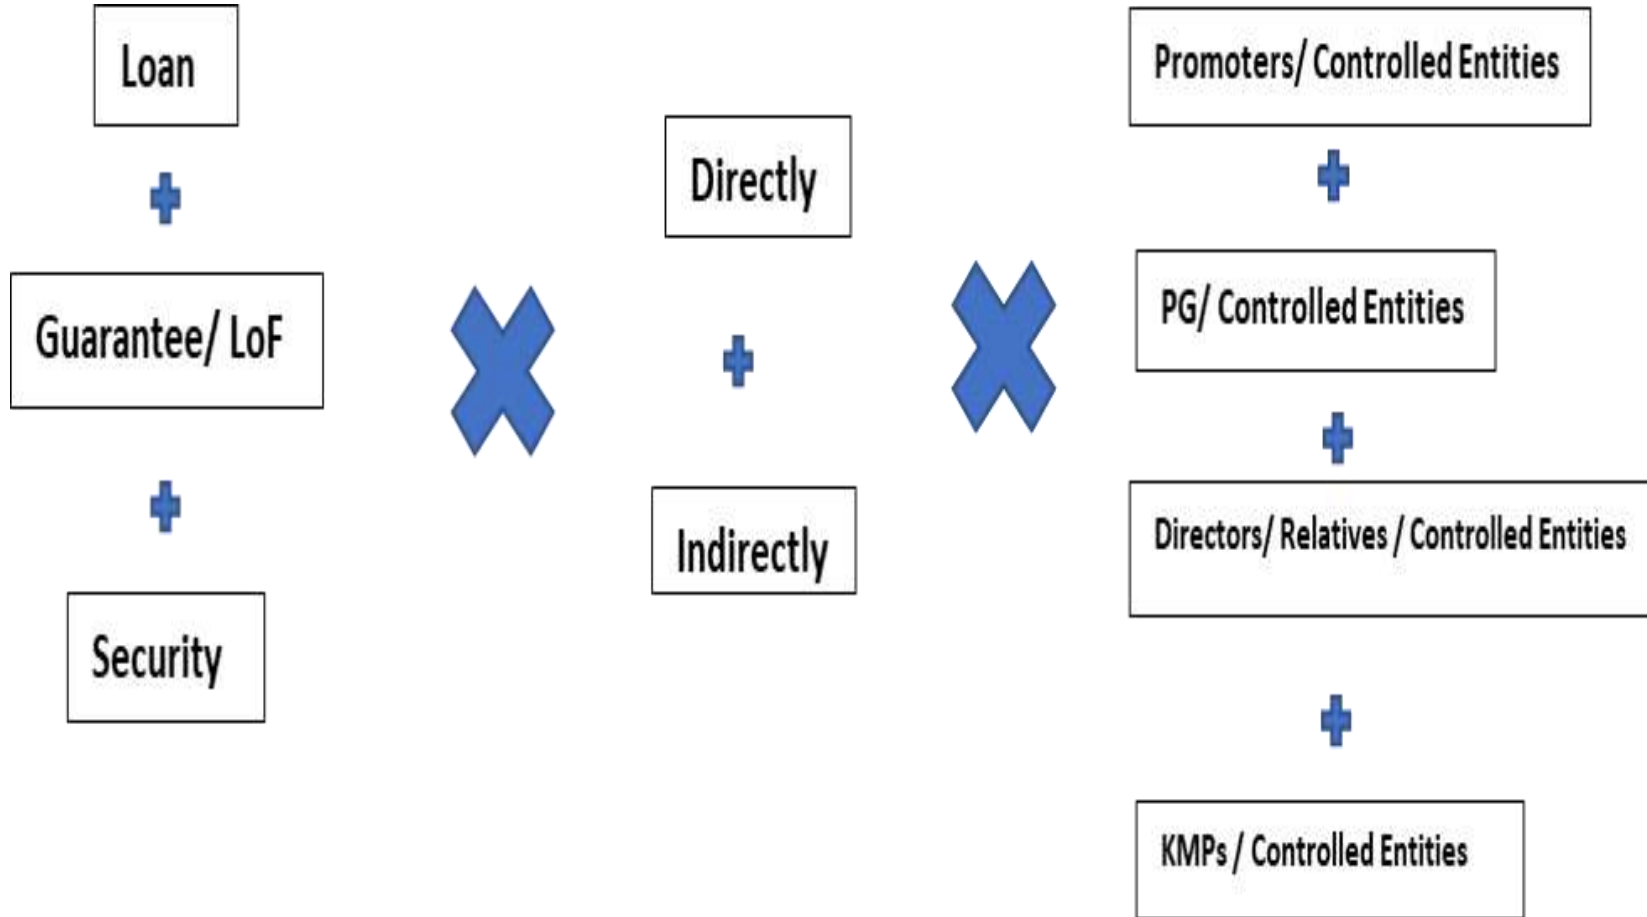 Loan
Guarantee/ LoF
Security
Directly
Indirectly
Promoters/ Controlled Entities
PG/ Controlled Entities
Directors/ Relatives / Controlled Entities
KMPs / Controlled Entities